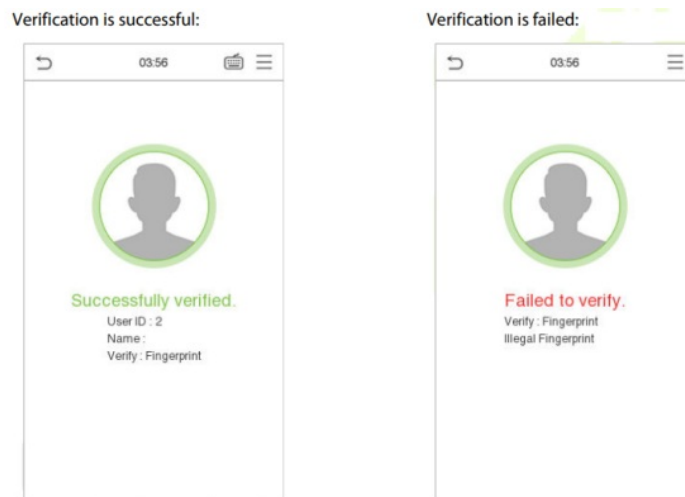 Verification is successful:
03:56
Successfully verified.
User ID : 2
Name :
Verify : Fingerprint
Verification is failed:
03:56
Failed to verify.
Verify : Fingerprint
Illegal Fingerprint